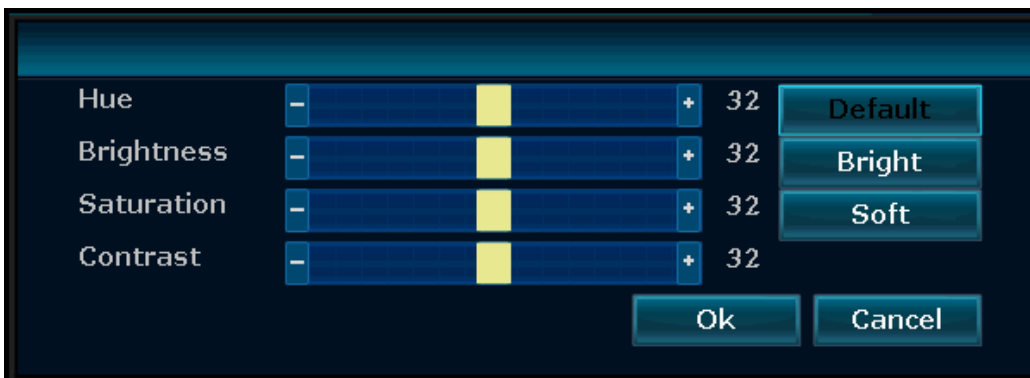 Hue - + 32 Default
Brightness - + 32 Bright
Saturation - + 32 Soft
Contrast - + 32
Ok Cancel